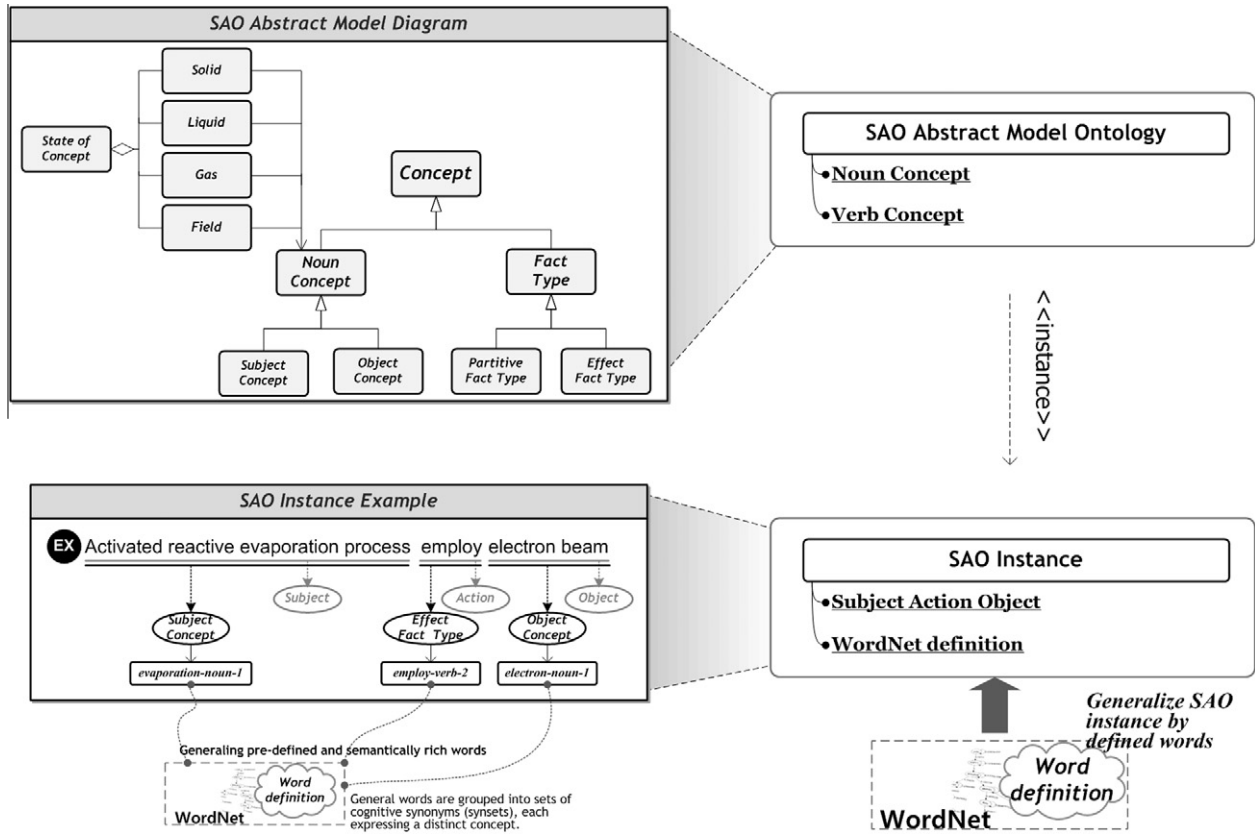 SAO Abstract Model Diagram
Solid
Liquid
State of
Concept
Gas
Field
Concept
Noun
Concept
Fact
Type
Subject
Concept
Object
Concept
Partitive
Fact Type
Effect
Fact Type
SAO Abstract Model Ontology
Noun Concept
Verb Concept
<<instance>>
SAO Instance Example
EX Activated reactive evaporation process employ electron beam
Subject
Action
Object
Subject
Concept
Effect
Fact Type
Object
Concept
evaporation-noun-1
employ-verb-2
electron-noun-1
Generaling pre-defined and semantically rich words
Word
definition
WordNet
General words are grouped into sets of
cognitive synonyms (synsets), each
expressing a distinct concept.
SAO Instance
Subject Action Object
WordNet definition
Generalize SAO
instance by
defined words
Word
definition
WordNet